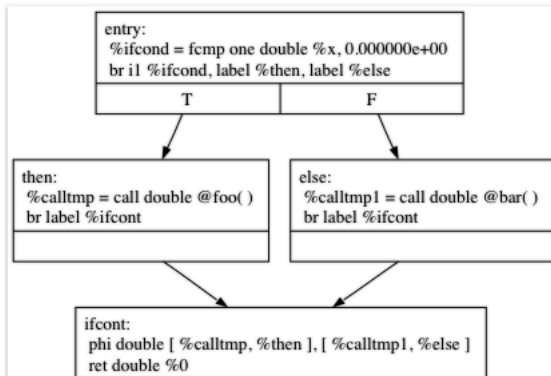 entry:
%ifcond = fcmp one double %x, 0.000000e+00
br i1 %ifcond, label %then, label %else
T F
then:
%calltmp = call double @foo( )
br label %ifcont
else:
%calltmp1 = call double @bar( )
br label %ifcont
ifcont:
phi double [ %calltmp, %then ], [ %calltmp1, %else ]
ret double %0